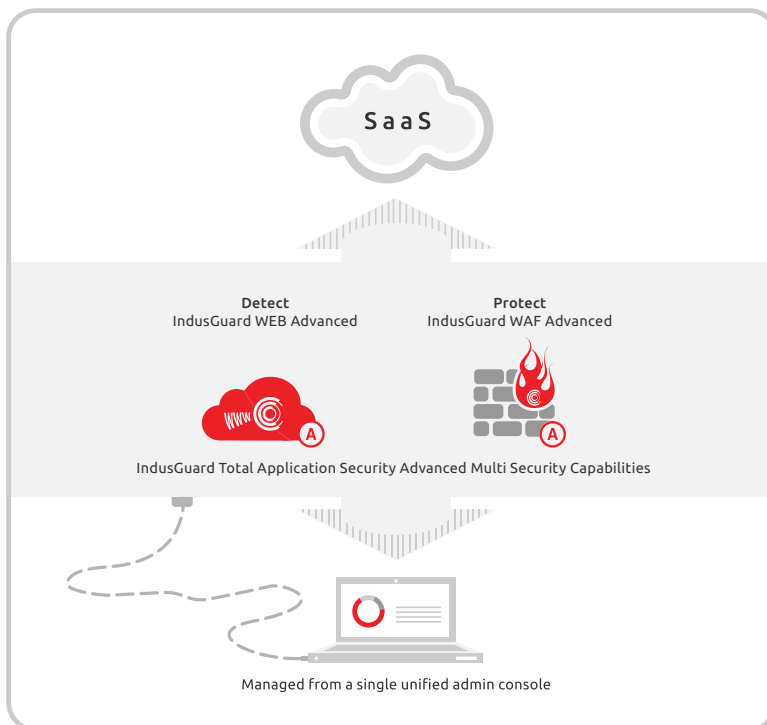 SaaS
Detect
IndusGuard WEB Advanced
Protect
IndusGuard WAF Advanced
www
A
A
IndusGuard Total Application Security Advanced Multi Security Capabilities
Managed from a single unified admin console